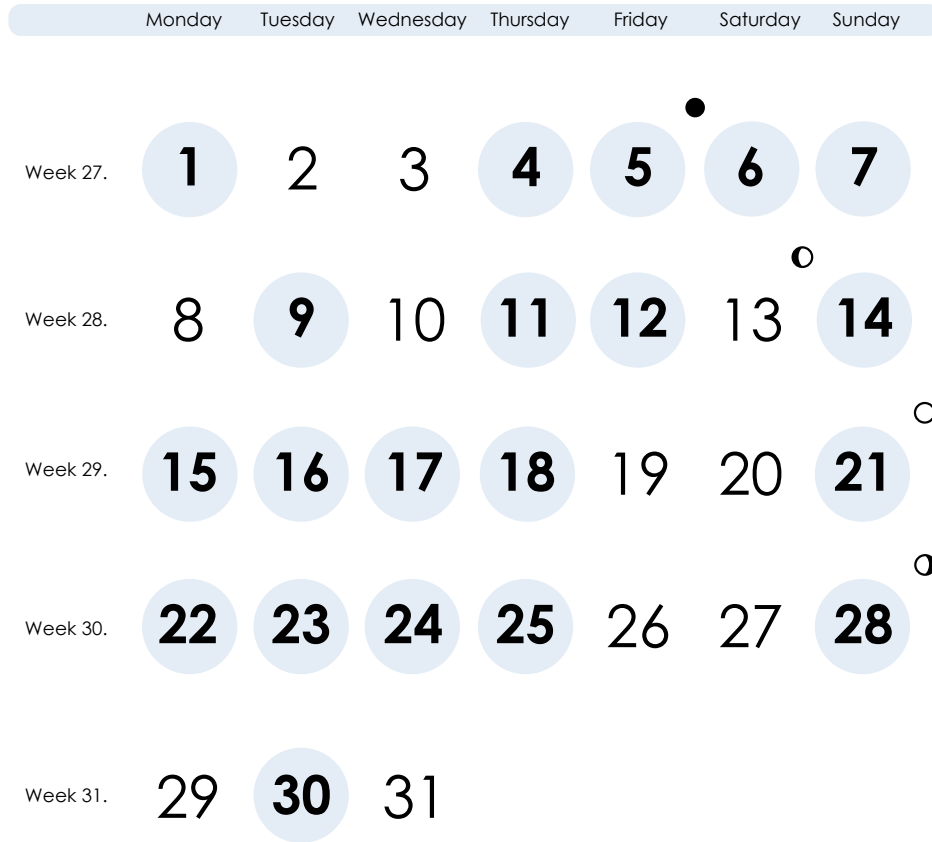 Monday Tuesday Wednesday Thursday Friday Saturday Sunday
Week 27. 1 2 3 4 5 6 7
Week 28. 8 9 10 11 12 13 14
Week 29. 15 16 17 18 19 20 21
Week 30. 22 23 24 25 26 27 28
Week 31. 29 30 31